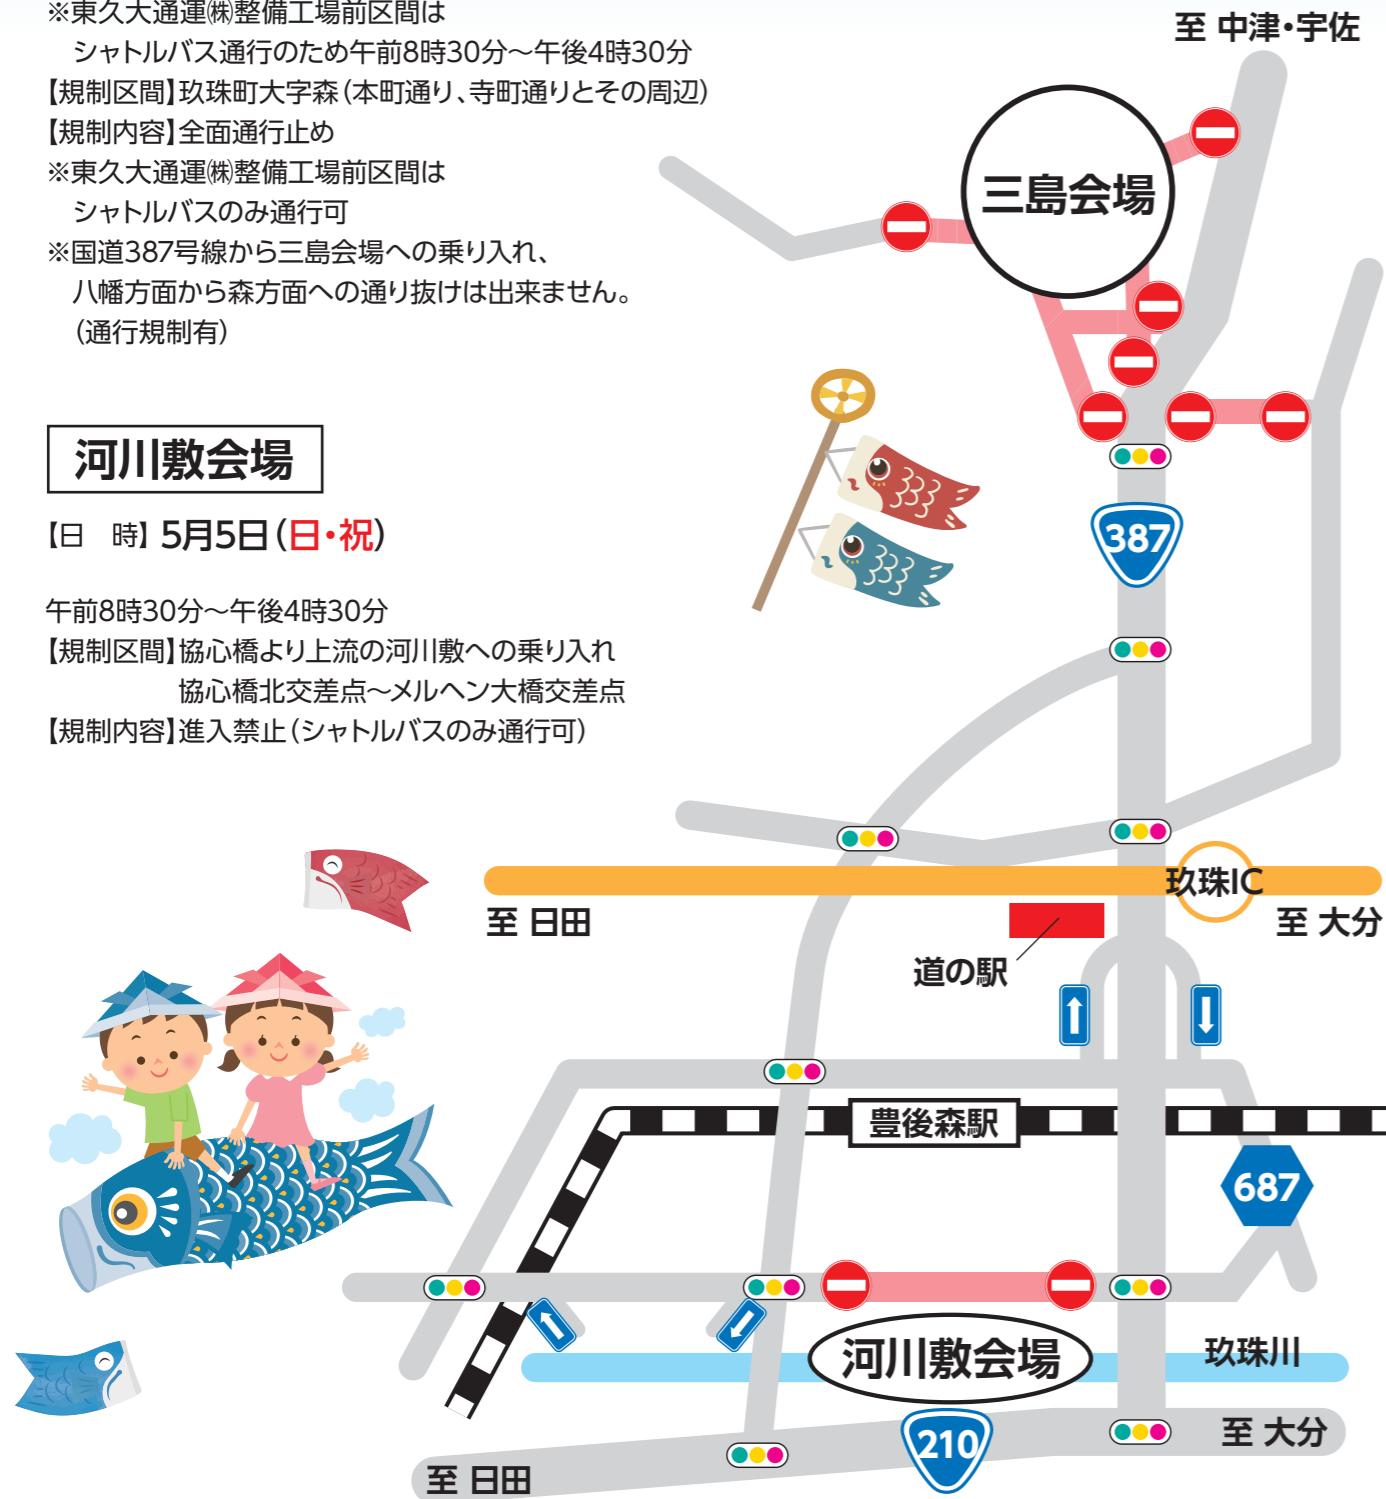 ※東久大通運㈱整備工場前区間は
シャトルバス通行のため午前8時30分～午後4時30分
【規制区間】玖珠町大字森（本町通り、寺町通りとその周辺）
【規制内容】全面通行止め
※東久大通運㈱整備工場前区間は
シャトルバスのみ通行可
※国道387号線から三島会場への乗り入れ、
八幡方面から森方面への通り抜けは出来ません。
（通行規制有）
河川敷会場
【日　時】5月5日（日・祝）
午前8時30分～午後4時30分
【規制区間】協心橋より上流の河川敷への乗り入れ
協心橋北交差点～メルヘン大橋交差点
【規制内容】進入禁止（シャトルバスのみ通行可）
至 中津・宇佐
三島会場
387
玖珠IC
至 日田
至 大分
道の駅
豊後森駅
687
河川敷会場
玖珠川
210
至 大分
至 日田